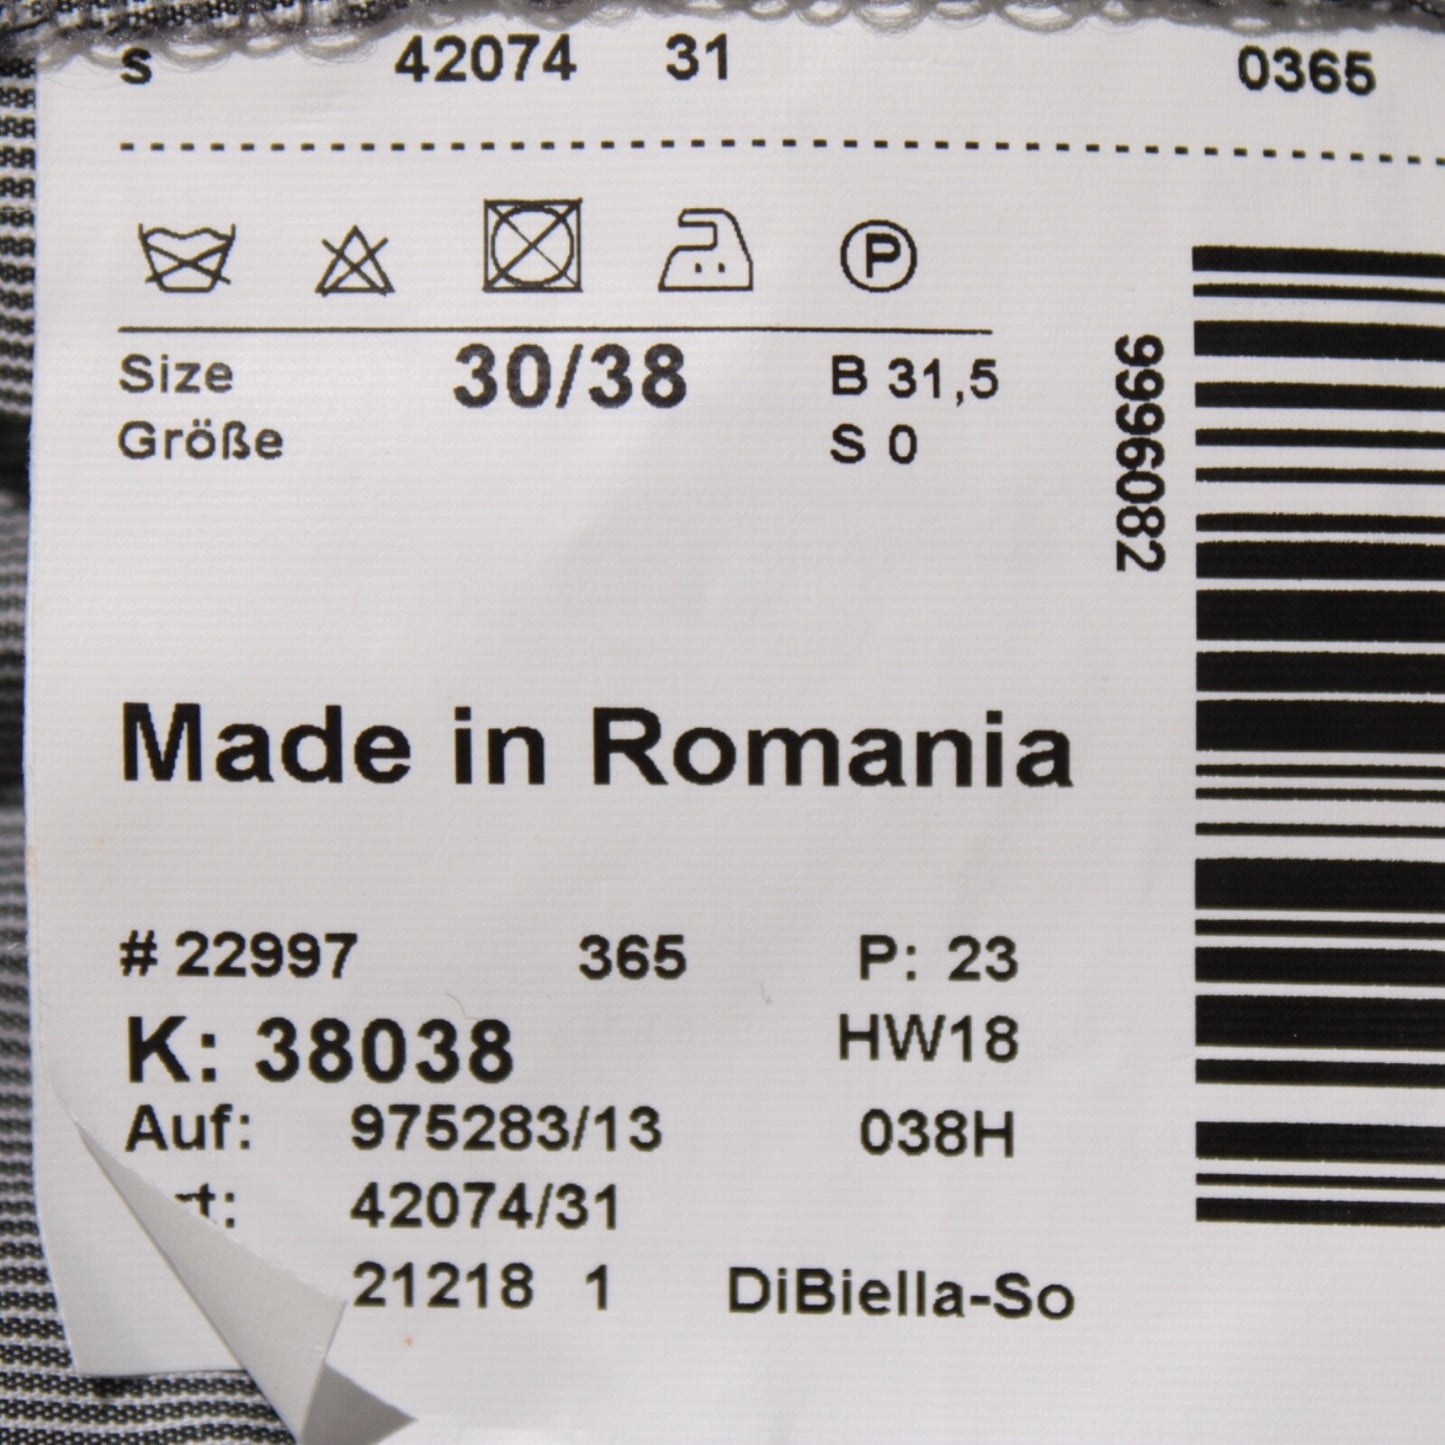 s 42074 31 0365
P
Size 30/38 B 31,5
Größe S 0
9996082
Made in Romania
# 22997 365 P: 23
K: 38038 HW18
Auf: 975283/13 038H
42074/31
21218 1 DiBiella-So